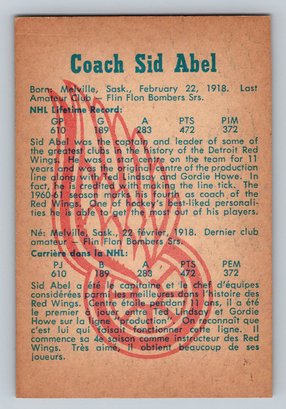 Coach Sid Abel
Born, Melville, Sask., February 22, 1918. Last
Amateur Club - Flin Flon Bombers Srs.
NHL Lifetime Record:
GP G A PTS PIM
610 189 283 472 372
Sid Abel was the captain and leader of some of
the greatest clubs in the history of the Detroit Red
Wings. He was the centre on the team for 11
years and was the original centre of the production
line along with Ted Lindsay and Gordie Howe. In
fact, he is credited with making the line tick. The
1960-61 season marks his fourth as coach of the
Red Wings. One of hockey's best-liked personali-
ties he seems to get the most out of his players.
Né: Melville, Sask., 22 février, 1918. Dernier club
amateur - Flin Flon Bombers Srs.
Carrière dans la NHL:
PJ B A PTS PEM
610 189 283 472 372
Sid Abel a été le capitaine et le chef d'équipes
considérées parmi les meilleures dans l'histoire des
Red Wings. Centre étoile pendant 11 ans, il a été
le premier à jouer avec Ted Lindsay et Gordie
Howe sur la ligne "production". On reconnaît que
c'est lui qui faisait fonctionner cette ligne. Il
commence sa 4e saison comme instructeur des Red
Wings. Très aimé, il obtient beaucoup de ses
joueurs.